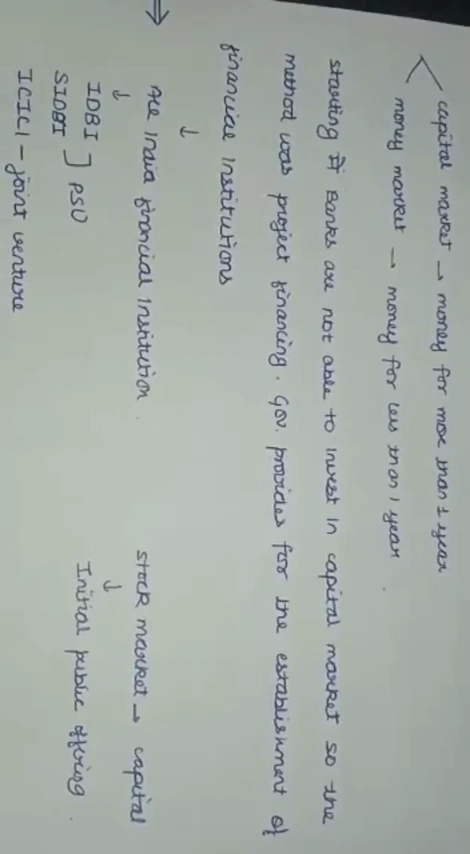 capital market → money for more than 1 year
money market → money for less than 1 year.
starting में Banks are not able to invest in capital market so the
method was project financing. Gov. provides for the establishment of
financial institutions
↓
⇒ All India financial institution.
↓
IDBI
SIDBI ] PSU
ICICI - joint venture
stock market → capital
↓
Initial public offering.